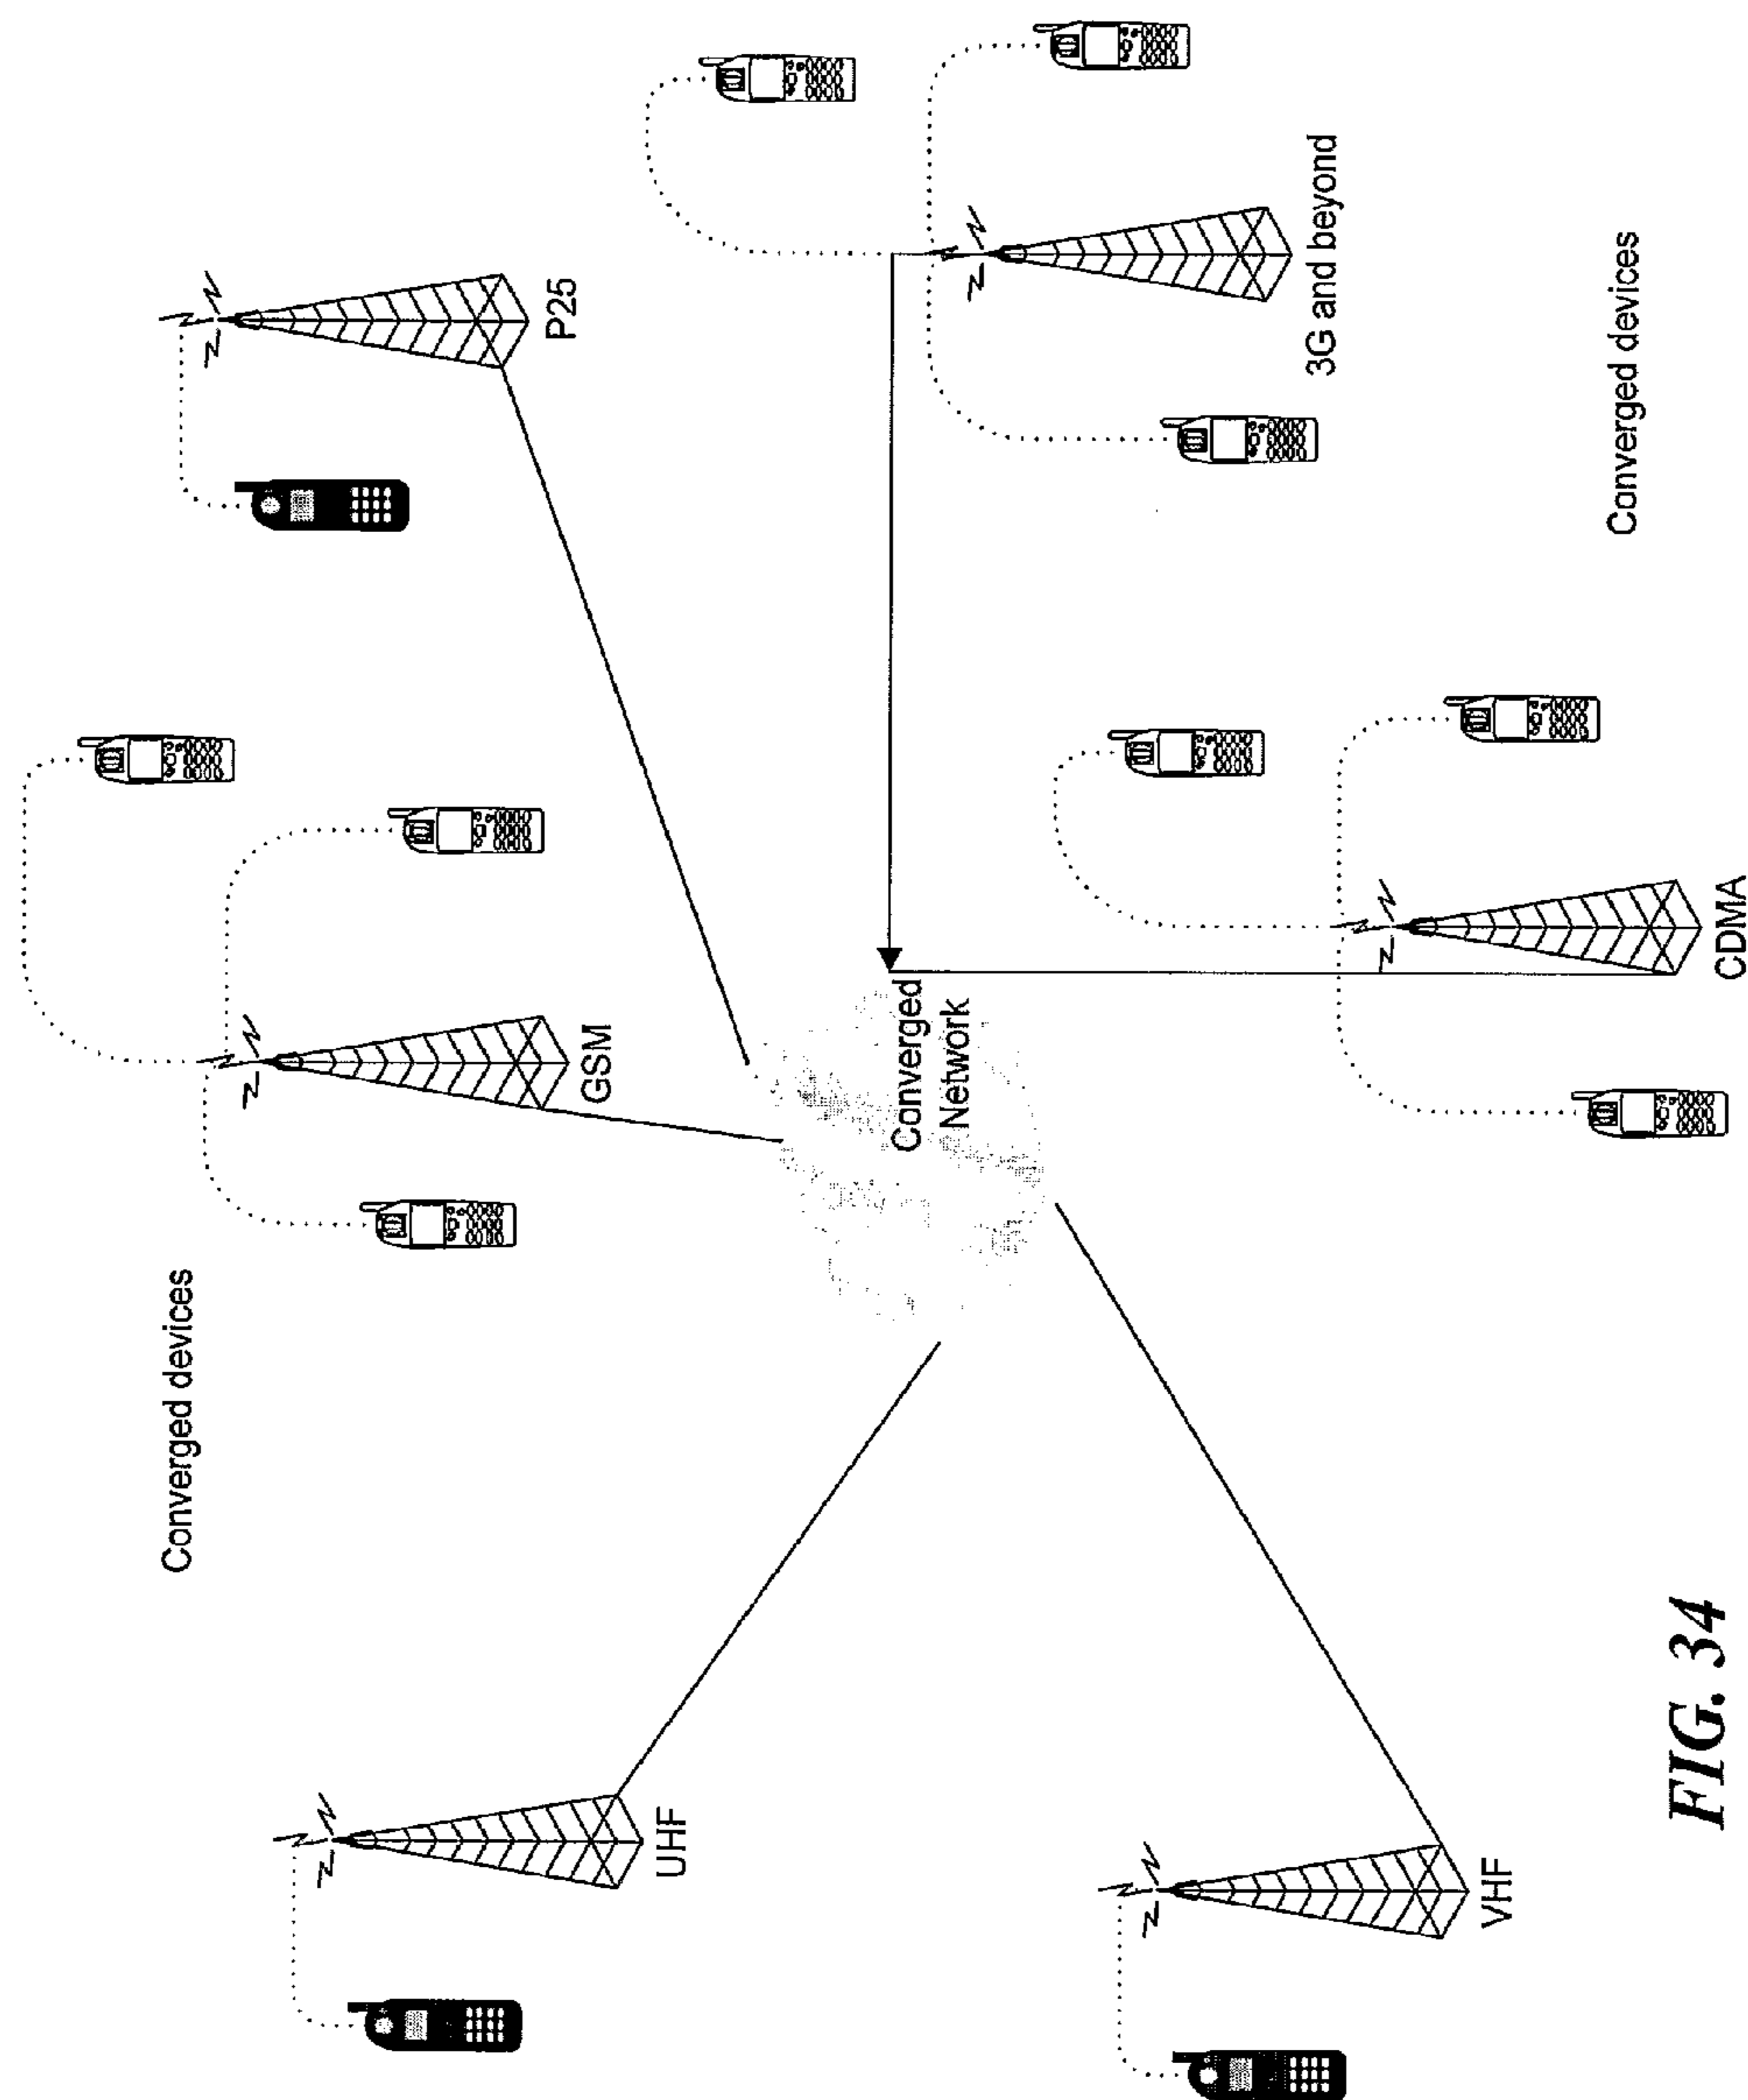 Converged devices
GSM
P25
UHF
Converged
Network
3G and beyond
VHF
CDMA
Converged devices
FIG. 34